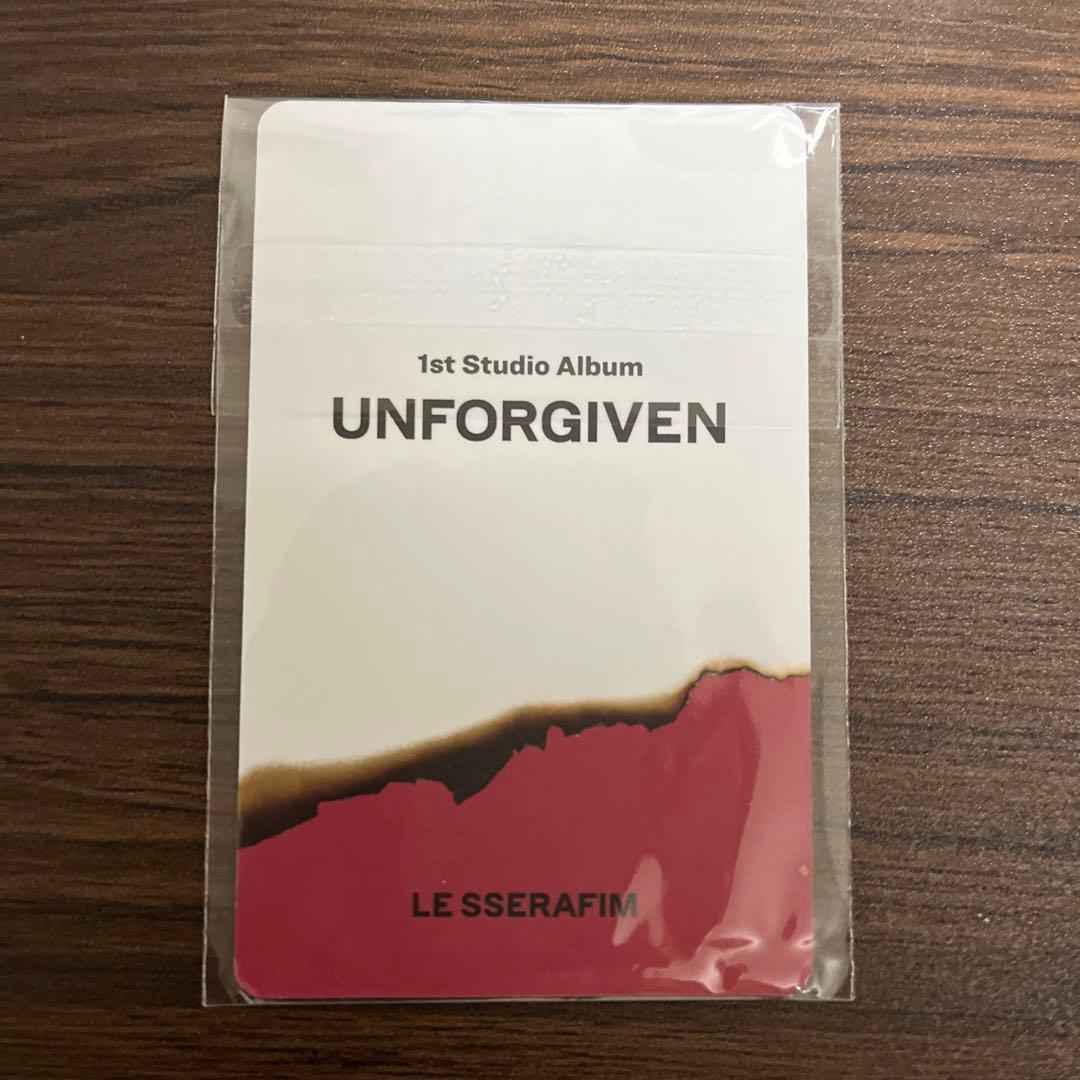 1st Studio Album
UNFORGIVEN
LE SSERAFIM